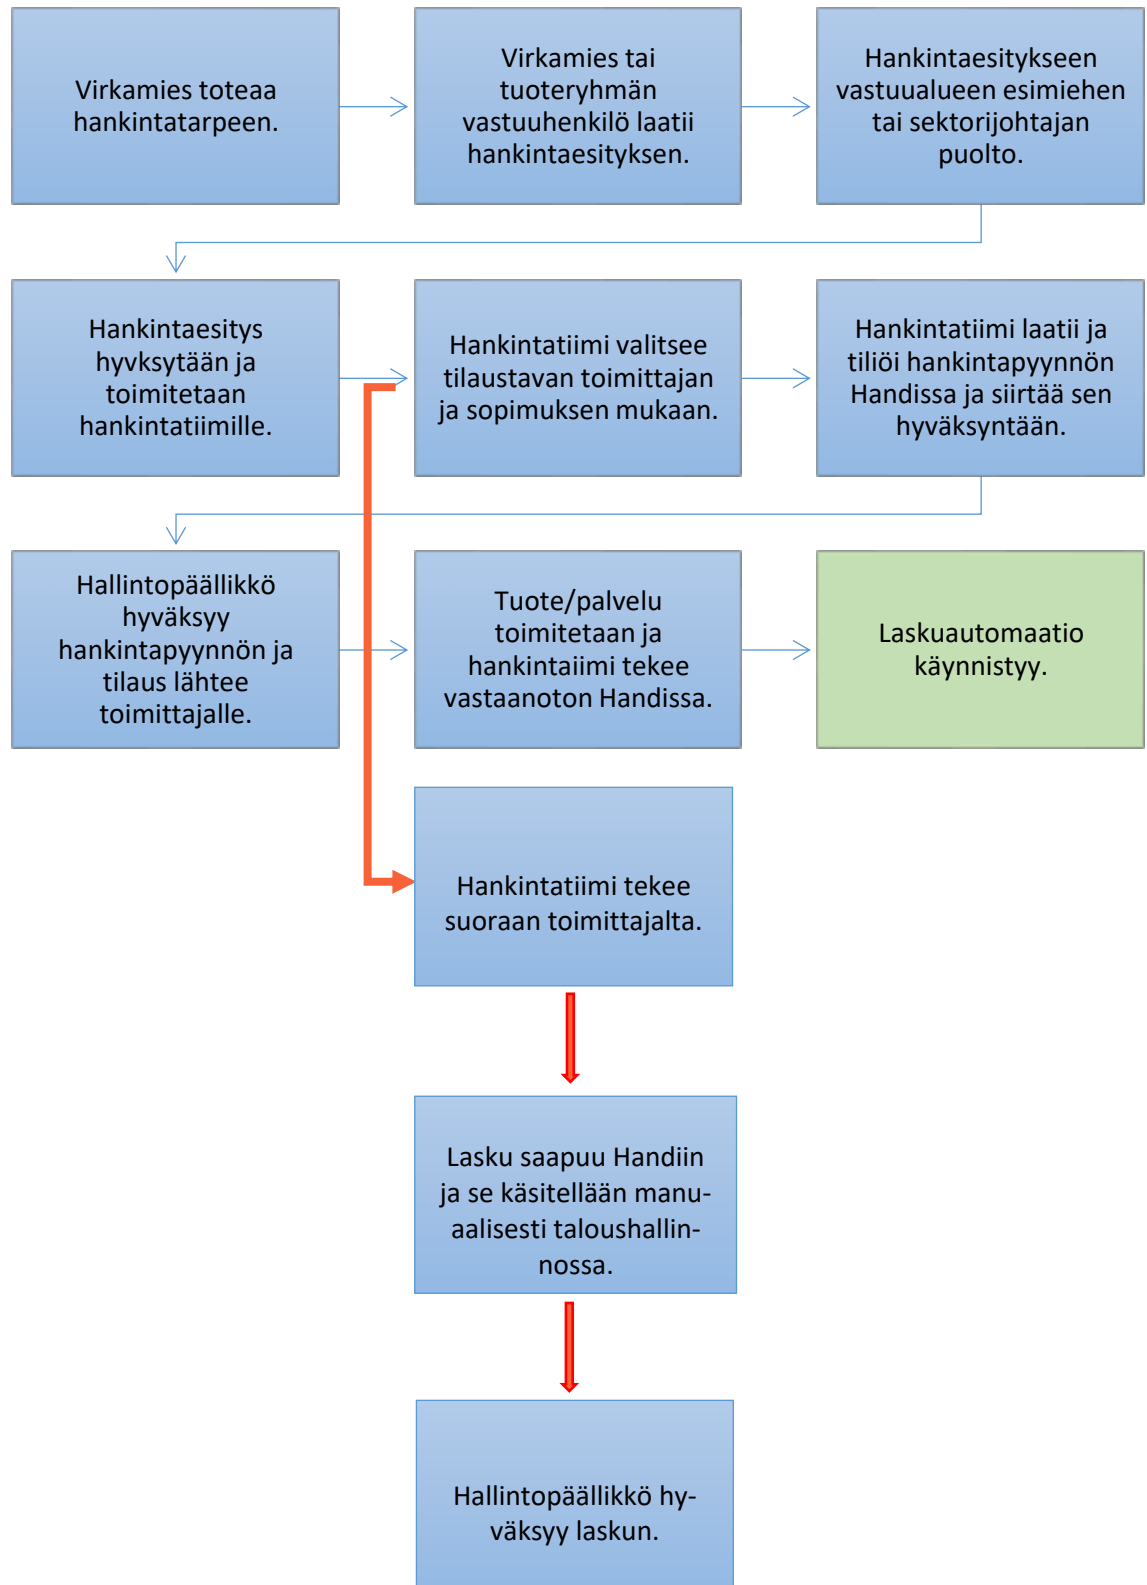 Virkamies toteaa
hankintatarpeen.
Virkamies tai
tuoteryhmän
vastuuhenkilö laatii
hankintaesityksen.
Hankintaesitykseen
vastuualueen esimiehen
tai sektorijohtajan
puolto.
Hankintaesitys
hyvksytään ja
toimitetaan
hankintatiimille.
Hankintatiimi valitsee
tilaustavan toimittajan
ja sopimuksen mukaan.
Hankintatiimi laatii ja
tiliöi hankintapyynnön
Handissa ja siirtää sen
hyväksyntään.
Hallintopäällikkö
hyväksyy
hankintapyynnön ja
tilaus lähtee
toimittajalle.
Tuote/palvelu
toimitetaan ja
hankintaiimi tekee
vastaanoton Handissa.
Laskuautomaatio
käynnistyy.
Hankintatiimi tekee
suoraan toimittajalta.
Lasku saapuu Handiin
ja se käsitellään manu-
aalisesti taloushallin-
nossa.
Hallintopäällikkö hy-
väksyy laskun.